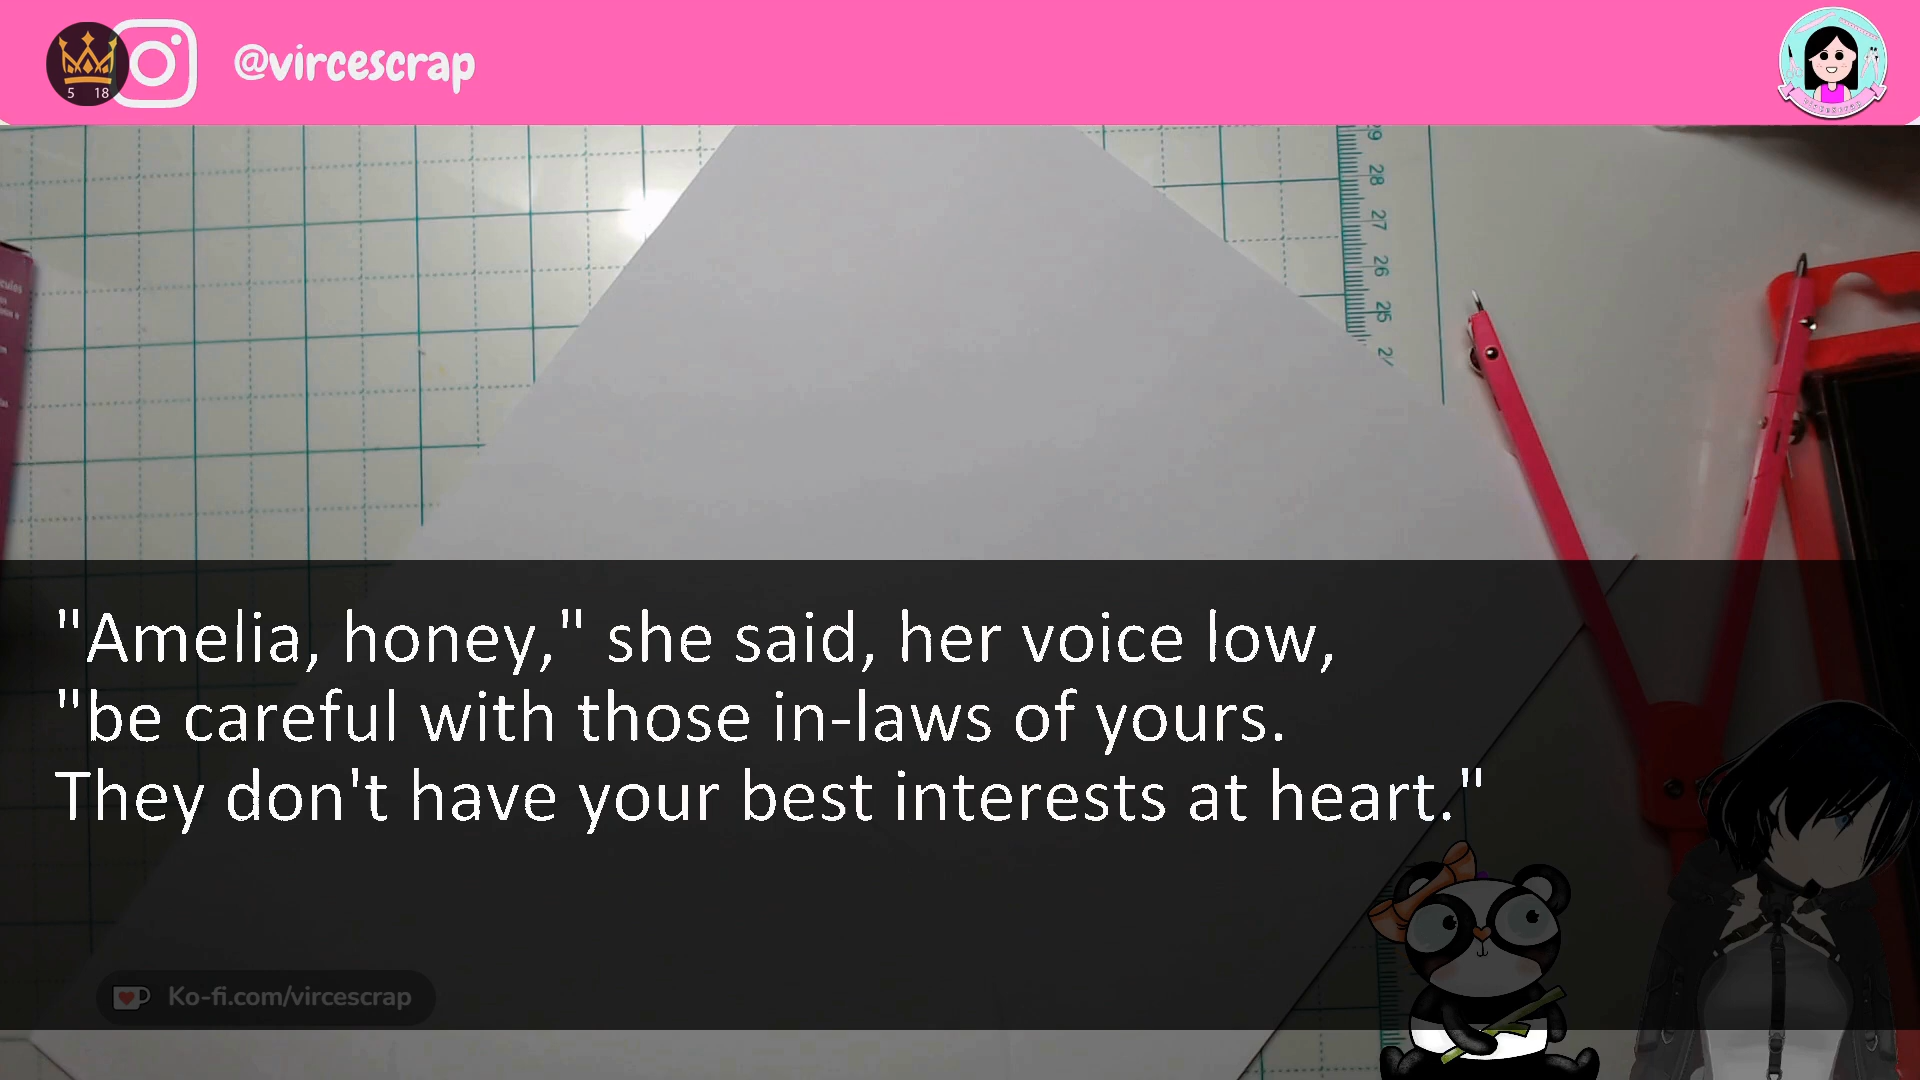 5 18
@vircescrap
culos
29
28
27
26
25
"Amelia, honey," she said, her voice low,
"be careful with those in-laws of yours.
They don't have your best interests at heart."
Ko-fi.com/vircescrap